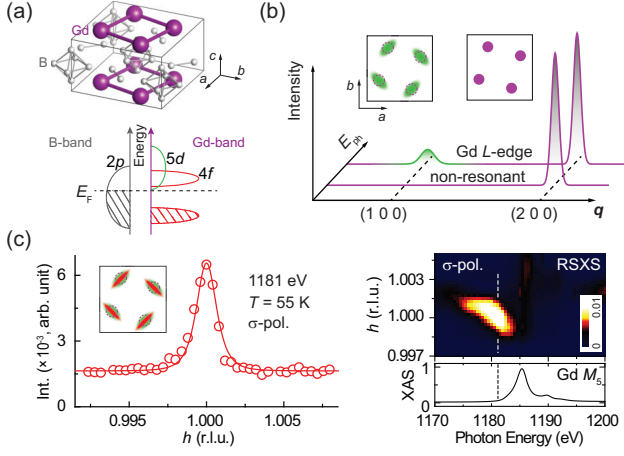 (a)
Gd
B
c
b
a
B-band
Energy
Gd-band
2p
5d
4f
E_F
(b)
Intensity
b
a
E_ph
Gd L-edge
non-resonant
(1 0 0)
(2 0 0)
q
(c)
Int. (×10⁻³, arb. unit)
6
3
0
1181 eV
T = 55 K
σ-pol.
0.995
1.000
1.005
h (r.l.u.)
σ-pol.
RSXS
h (r.l.u.)
1.003
1.000
0.997
0.01
0
XAS
1
0
Gd M₅
1170
1180
1190
1200
Photon Energy (eV)